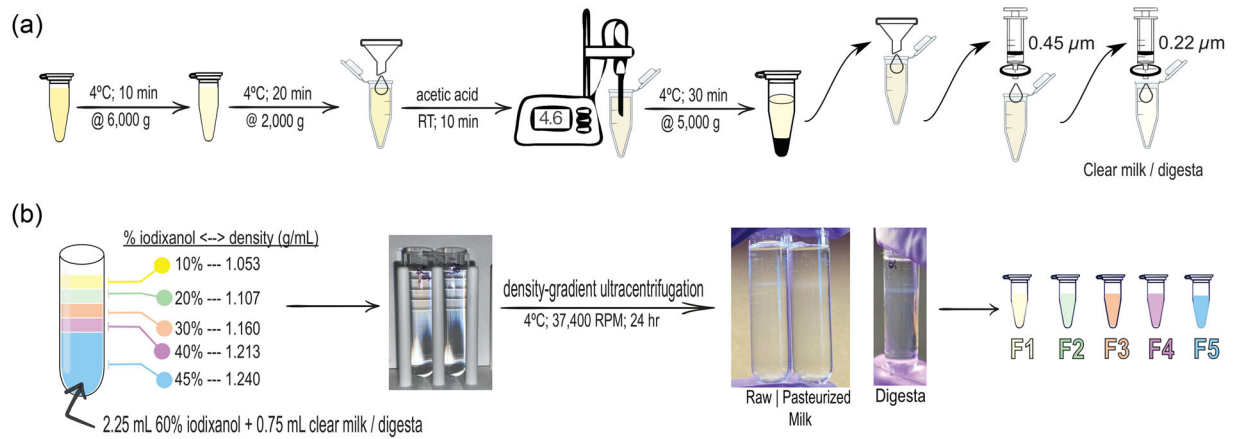 (a)
4ºC; 10 min
@ 6,000 g
4ºC; 20 min
@ 2,000 g
acetic acid
RT; 10 min
4.6
4ºC; 30 min
@ 5,000 g
0.45 µm
0.22 µm
Clear milk / digesta
(b)
% iodixanol <--> density (g/mL)
10% --- 1.053
20% --- 1.107
30% --- 1.160
40% --- 1.213
45% --- 1.240
2.25 mL 60% iodixanol + 0.75 mL clear milk / digesta
density-gradient ultracentrifugation
4ºC; 37,400 RPM; 24 hr
Raw | Pasteurized
Milk
Digesta
F1 F2 F3 F4 F5